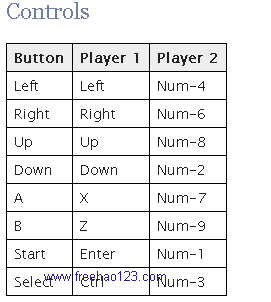 Controls
Button Player 1 Player 2
Left Left Num-4
Right Right Num-6
Up Up Num-8
Down Down Num-2
A X Num-7
B Z Num-9
Start Enter Num-1
Select Ctrl Num-3
www.freehao123.com